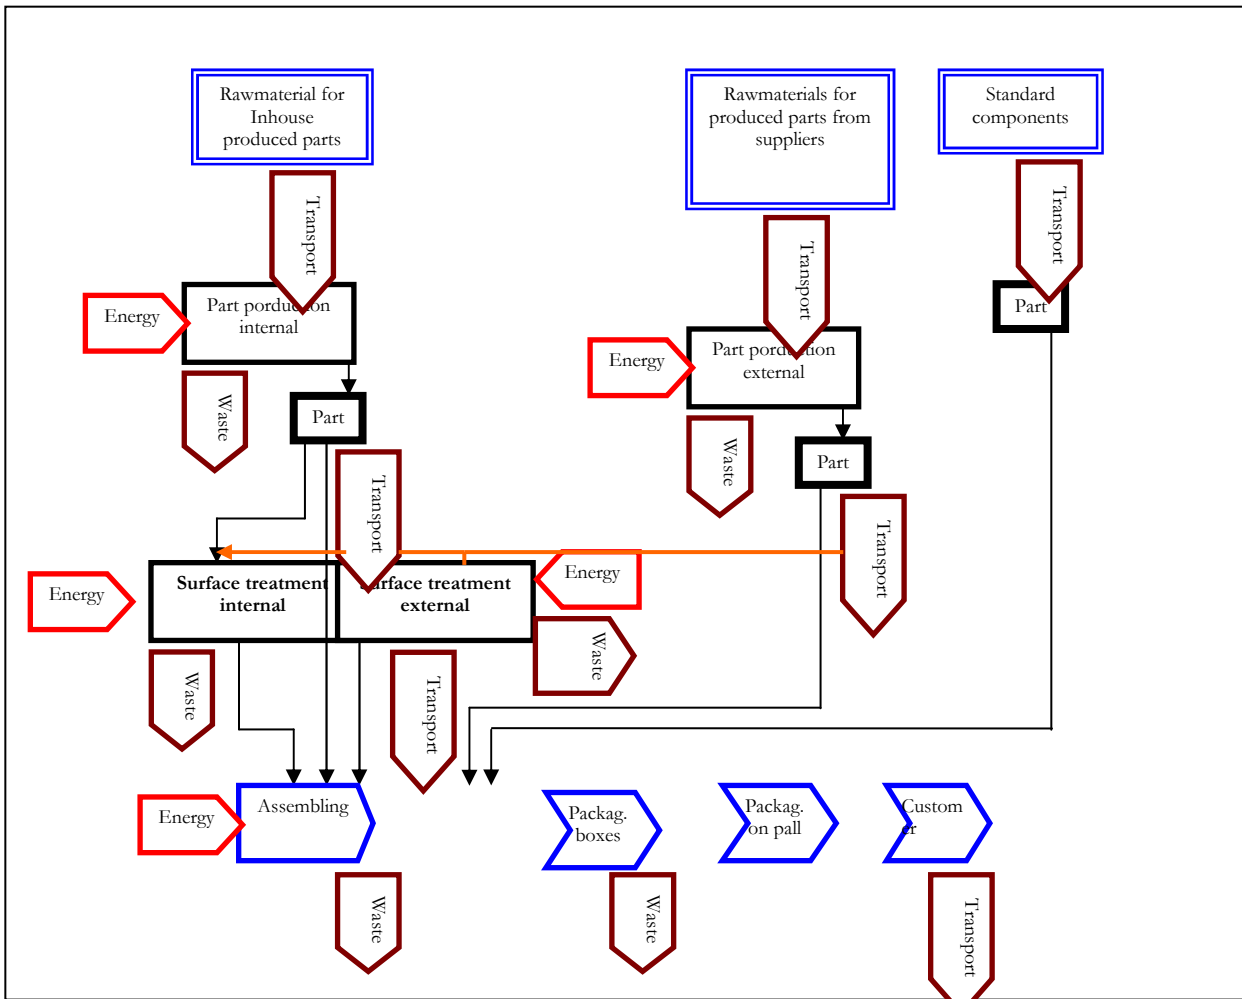 Rawmaterial for
Inhouse
produced parts
Rawmaterials for
produced parts from
suppliers
Standard
components
Transport
Transport
Transport
Energy
Part porduction
internal
Part
Energy
Part porduction
external
Waste
Part
Waste
Part
Transport
Transport
Energy
Surface treatment
internal
Surface treatment
external
Energy
Waste
Waste
Transport
Energy
Assembling
Packag.
boxes
Packag.
on pall
Custom
er
Waste
Waste
Transport